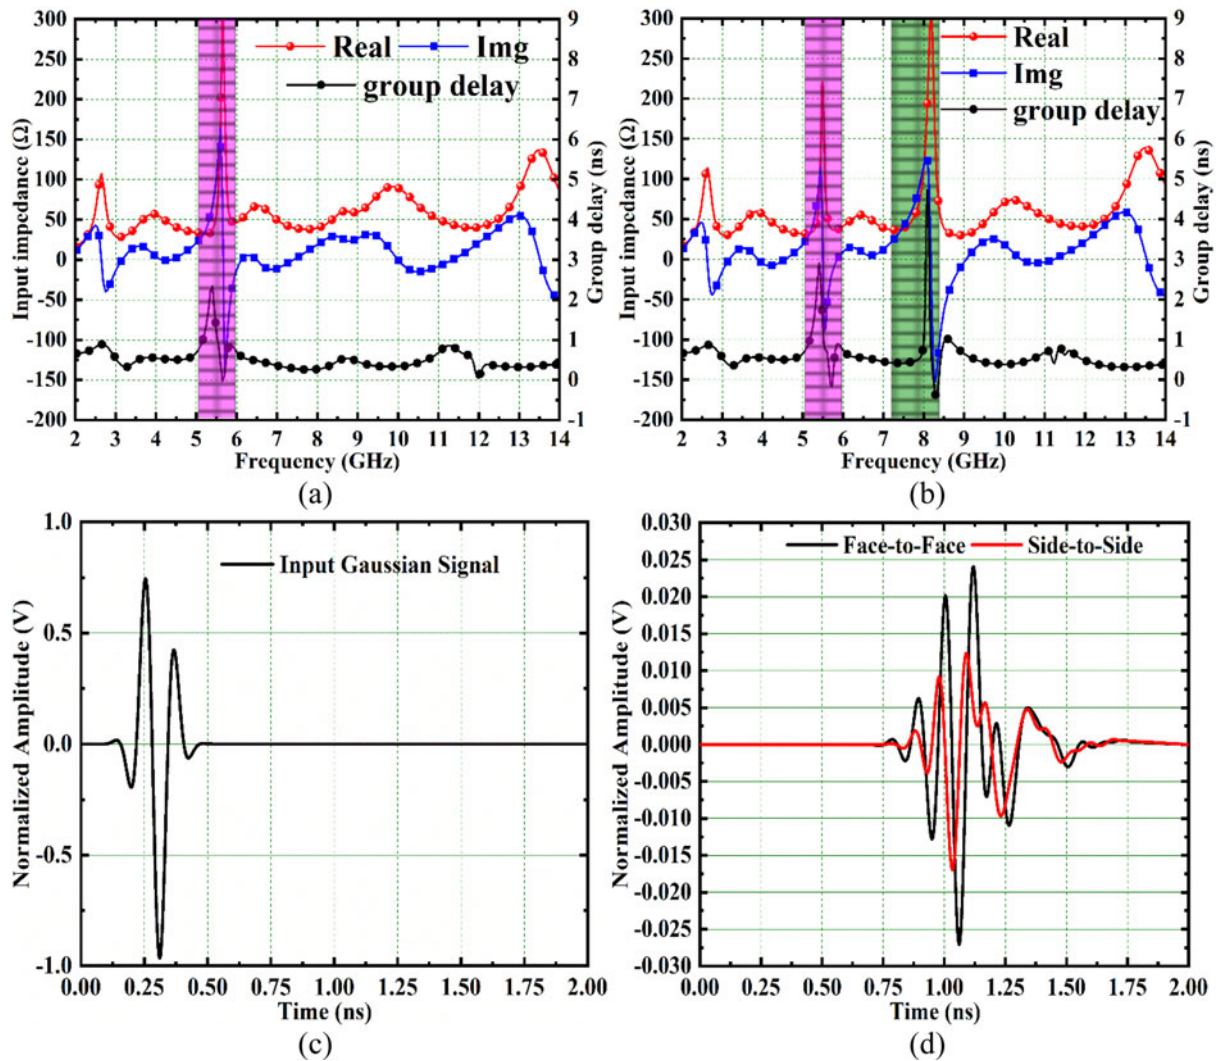 300
250
200
150
100
50
0
-50
-100
-150
-200
Input impedance (Ω)
Real Img
group delay
9
8
7
6
5
4
3
2
1
0
-1
Group delay (ns)
2 3 4 5 6 7 8 9 10 11 12 13 14
Frequency (GHz)
(a)
300
250
200
150
100
50
0
-50
-100
-150
-200
Input impedance (Ω)
Real
Img
group delay
9
8
7
6
5
4
3
2
1
0
-1
Group delay (ns)
2 3 4 5 6 7 8 9 10 11 12 13 14
Frequency (GHz)
(b)
1.0
0.5
0.0
-0.5
-1.0
Normalized Amplitude (V)
Input Gaussian Signal
0.00 0.25 0.50 0.75 1.00 1.25 1.50 1.75 2.00
Time (ns)
(c)
0.030
0.025
0.020
0.015
0.010
0.005
0.000
-0.005
-0.010
-0.015
-0.020
-0.025
-0.030
Normalized Amplitude (V)
Face-to-Face Side-to-Side
0.00 0.25 0.50 0.75 1.00 1.25 1.50 1.75 2.00
Time (ns)
(d)